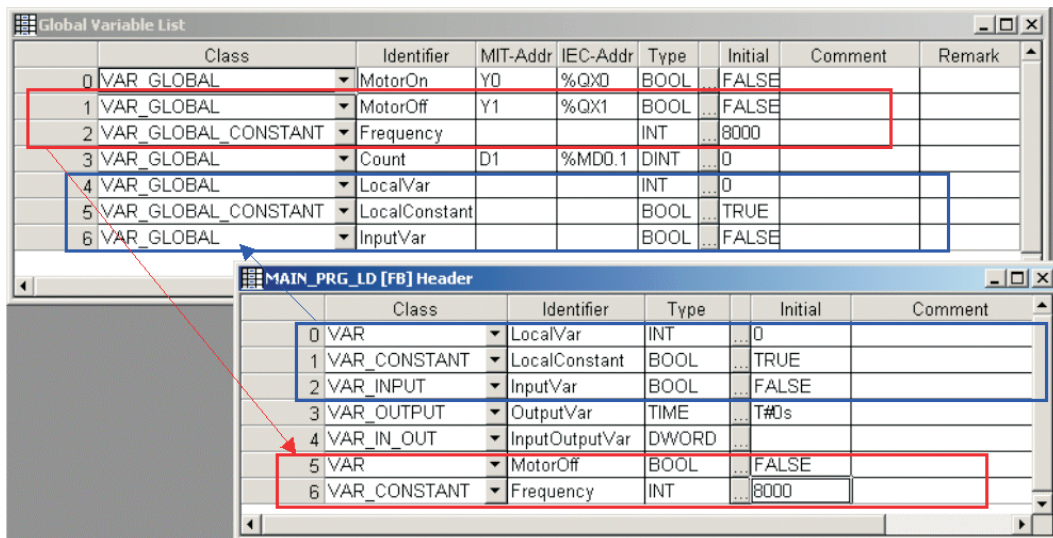 Global Variable List
Class Identifier MIT-Addr IEC-Addr Type Initial Comment Remark
0 VAR_GLOBAL MotorOn Y0 %QX0 BOOL ... FALSE
1 VAR_GLOBAL MotorOff Y1 %QX1 BOOL ... FALSE
2 VAR_GLOBAL_CONSTANT Frequency INT ... 8000
3 VAR_GLOBAL Count D1 %MD0.1 DINT ... 0
4 VAR_GLOBAL LocalVar INT ... 0
5 VAR_GLOBAL_CONSTANT LocalConstant BOOL ... TRUE
6 VAR_GLOBAL InputVar BOOL ... FALSE
MAIN_PRG_LD [FB] Header
Class Identifier Type Initial Comment
0 VAR LocalVar INT ... 0
1 VAR_CONSTANT LocalConstant BOOL ... TRUE
2 VAR_INPUT InputVar BOOL ... FALSE
3 VAR_OUTPUT OutputVar TIME ... T#0s
4 VAR_IN_OUT InputOutputVar DWORD ...
5 VAR MotorOff BOOL ... FALSE
6 VAR_CONSTANT Frequency INT ... 8000